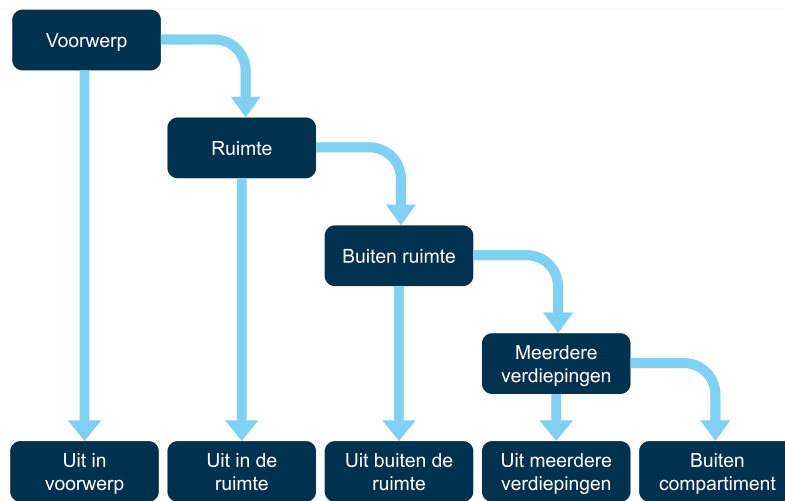 Voorwerp
Ruimte
Buiten ruimte
Meerdere
verdiepingen
Uit in
voorwerp
Uit in de
ruimte
Uit buiten de
ruimte
Uit meerdere
verdiepingen
Buiten
compartiment